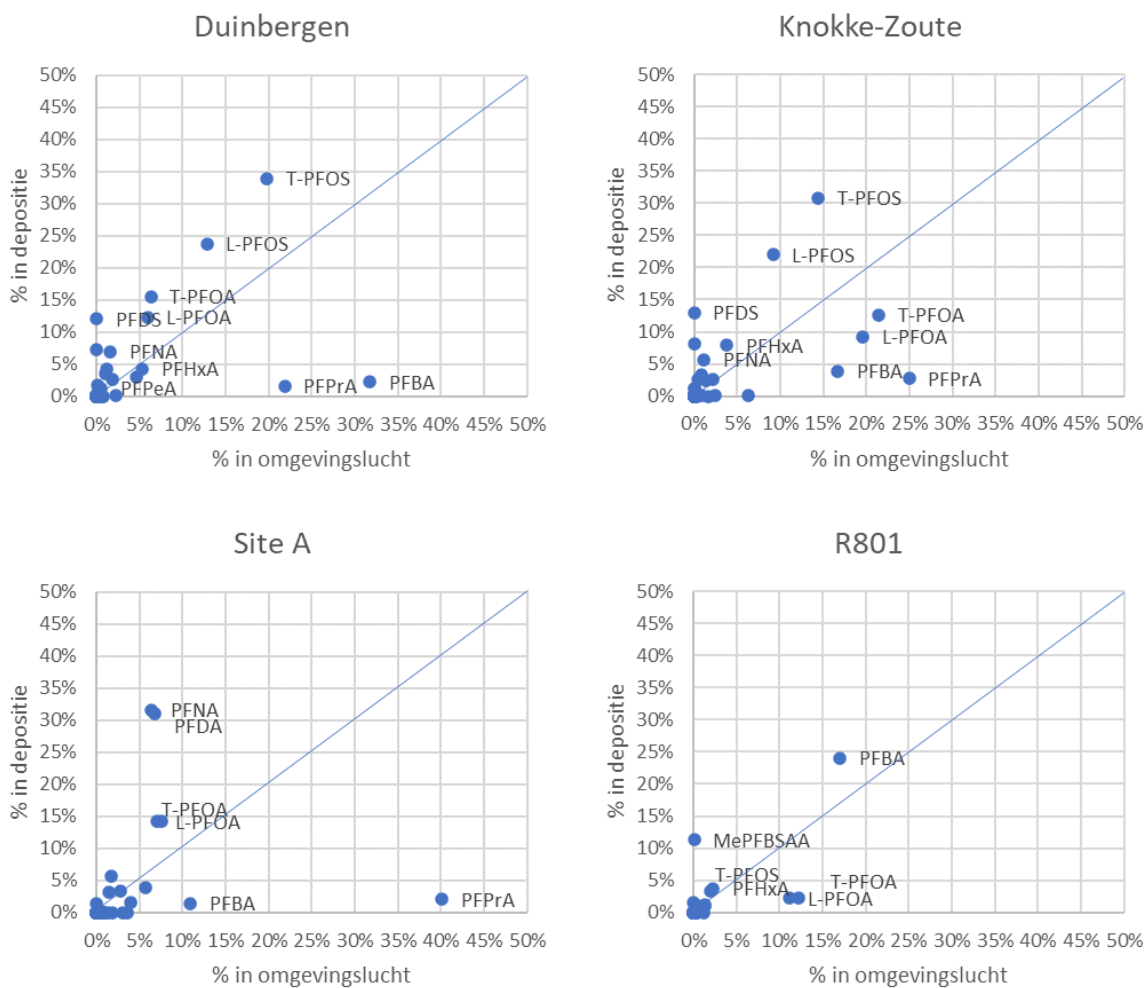 Duinbergen
50%
45%
40%
35%
30%
25%
20%
15%
10%
5%
0%
% in depositie
T-PFOS
L-PFOS
T-PFOA
PFDS
L-PFOA
PFNA
PFHxA
PFPeA
PFPrA
PFBA
0% 5% 10% 15% 20% 25% 30% 35% 40% 45% 50%
% in omgevingslucht
Knokke-Zoute
50%
45%
40%
35%
30%
25%
20%
15%
10%
5%
0%
% in depositie
T-PFOS
L-PFOS
PFDS
T-PFOA
L-PFOA
PFHxA
PFNA
PFBA
PFPrA
0% 5% 10% 15% 20% 25% 30% 35% 40% 45% 50%
% in omgevingslucht
Site A
50%
45%
40%
35%
30%
25%
20%
15%
10%
5%
0%
% in depositie
PFNA
PFDA
T-PFOA
L-PFOA
PFBA
PFPrA
0% 5% 10% 15% 20% 25% 30% 35% 40% 45% 50%
% in omgevingslucht
R801
50%
45%
40%
35%
30%
25%
20%
15%
10%
5%
0%
% in depositie
PFBA
MePFBSAA
T-PFOS
T-PFOA
PFHxA
L-PFOA
0% 5% 10% 15% 20% 25% 30% 35% 40% 45% 50%
% in omgevingslucht